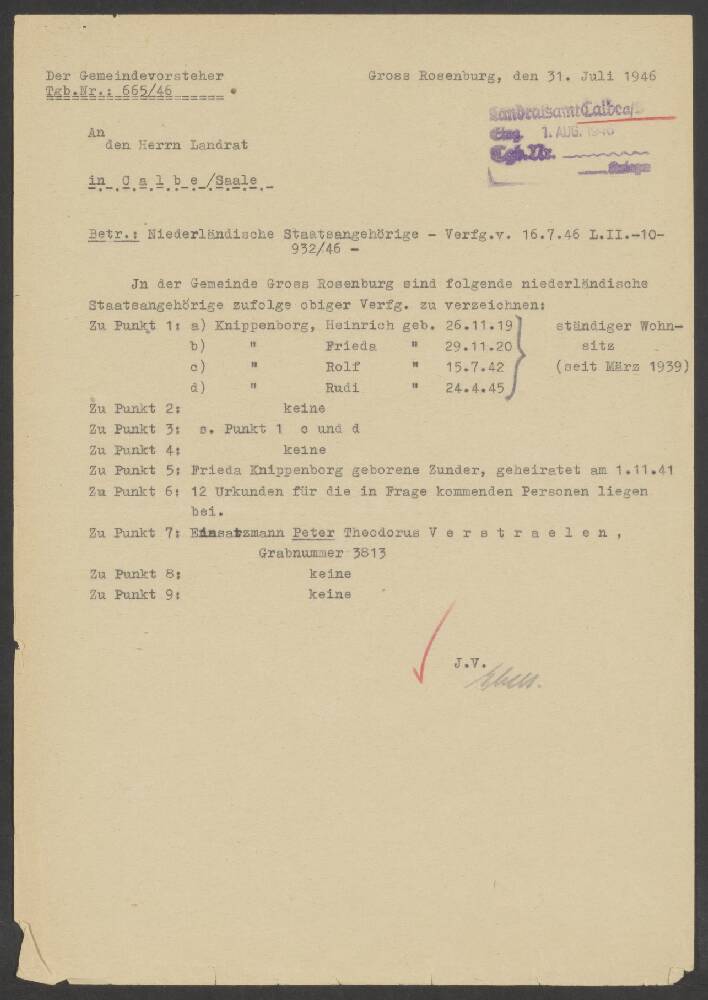 Der Gemeindevorsteher
Gross Rosenburg, den 31. Juli 1946
Tgb.Nr.: 665/46
Landratsamt Calbe a/S
Eing. 1. AUG. 1946
Tgb.Nr.
An
den Herrn Landrat
in Calbe/Saale
Betr.: Niederländische Staatsangehörige - Verfg.v. 16.7.46 L.II.-10-
932/46 -
Jn der Gemeinde Gross Rosenburg sind folgende niederländische
Staatsangehörige zufolge obiger Verfg. zu verzeichnen:
Zu Punkt 1: a) Knippenborg, Heinrich geb. 26.11.19 ständiger Wohn-
b) " Frieda " 29.11.20 sitz
c) " Rolf " 15.7.42 (seit März 1939)
d) " Rudi " 24.4.45
Zu Punkt 2: keine
Zu Punkt 3: s. Punkt 1 c und d
Zu Punkt 4: keine
Zu Punkt 5: Frieda Knippenborg geborene Zunder, geheiratet am 1.11.41
Zu Punkt 6: 12 Urkunden für die in Frage kommenden Personen liegen
bei.
Zu Punkt 7: Einsatzmann Peter Theodorus Verstraelen,
Grabnummer 3813
Zu Punkt 8: keine
Zu Punkt 9: keine
J.V.